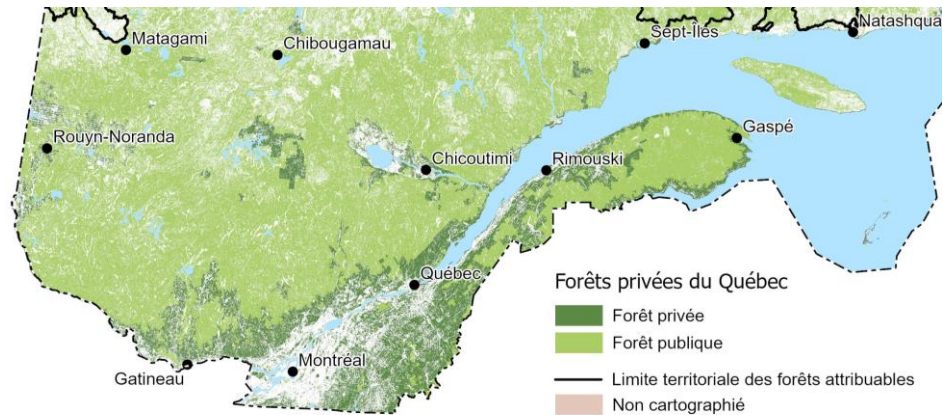 Natashqua
Matagami
Chibougamau
Sept-Îles
Rouyn-Noranda
Gaspé
Chicoutimi
Rimouski
Québec
Montréal
Gatineau
Forêts privées du Québec
Forêt privée
Forêt publique
Limite territoriale des forêts attribuables
Non cartographié